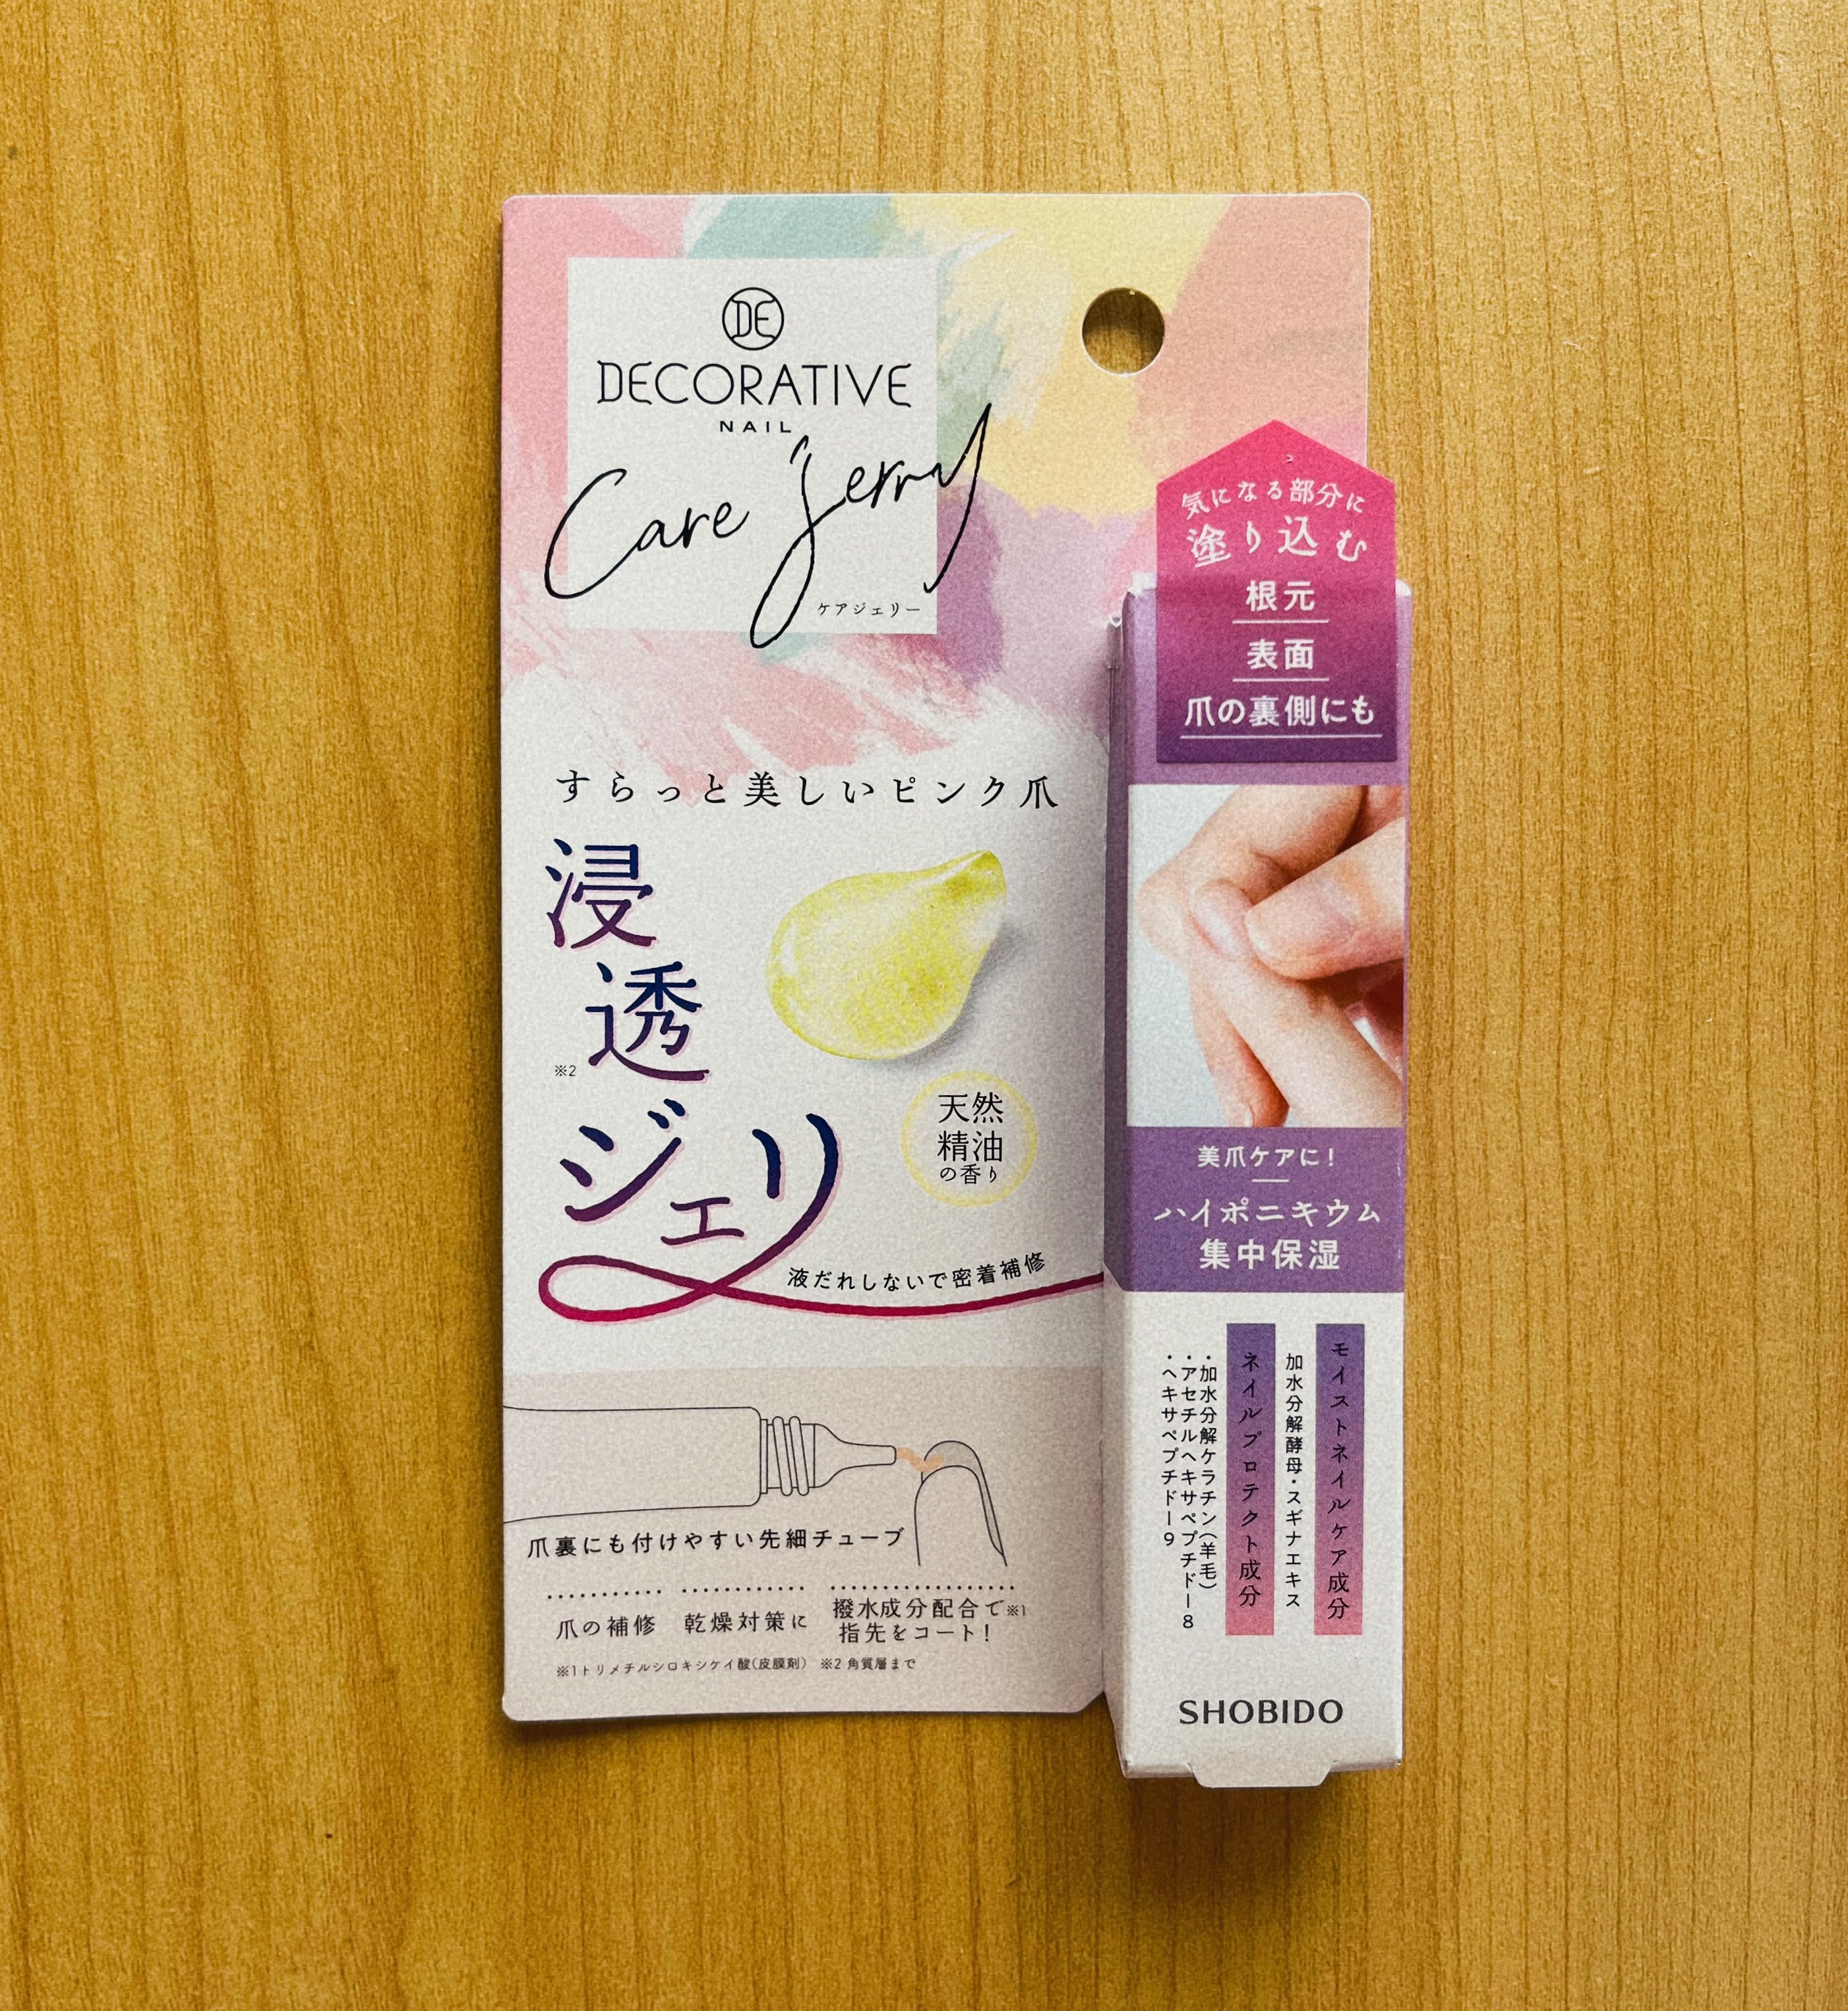 DE
DECORATIVE
NAIL
Care Jerry
ケアジェリー
すらっと美しいピンク爪
浸
透
※2
ジェリ
天然
精油
の香り
液だれしないで密着補修
爪裏にも付けやすい先細チューブ
爪の補修
乾燥対策に
撥水成分配合で※1
指先をコート!
※1トリメチルシロキシケイ酸(皮膜剤) ※2 角質層まで
気になる部分に
塗り込む
根元
表面
爪の裏側にも
美爪ケアに!
ハイポニキウム
集中保湿
モイストネイルケア成分
加水分解酵母・スギナエキス
ネイルプロテクト成分
・加水分解ケラチン(羊毛)
・アセチルヘキサペプチド-8
・ヘキサペプチド-9
SHOBIDO